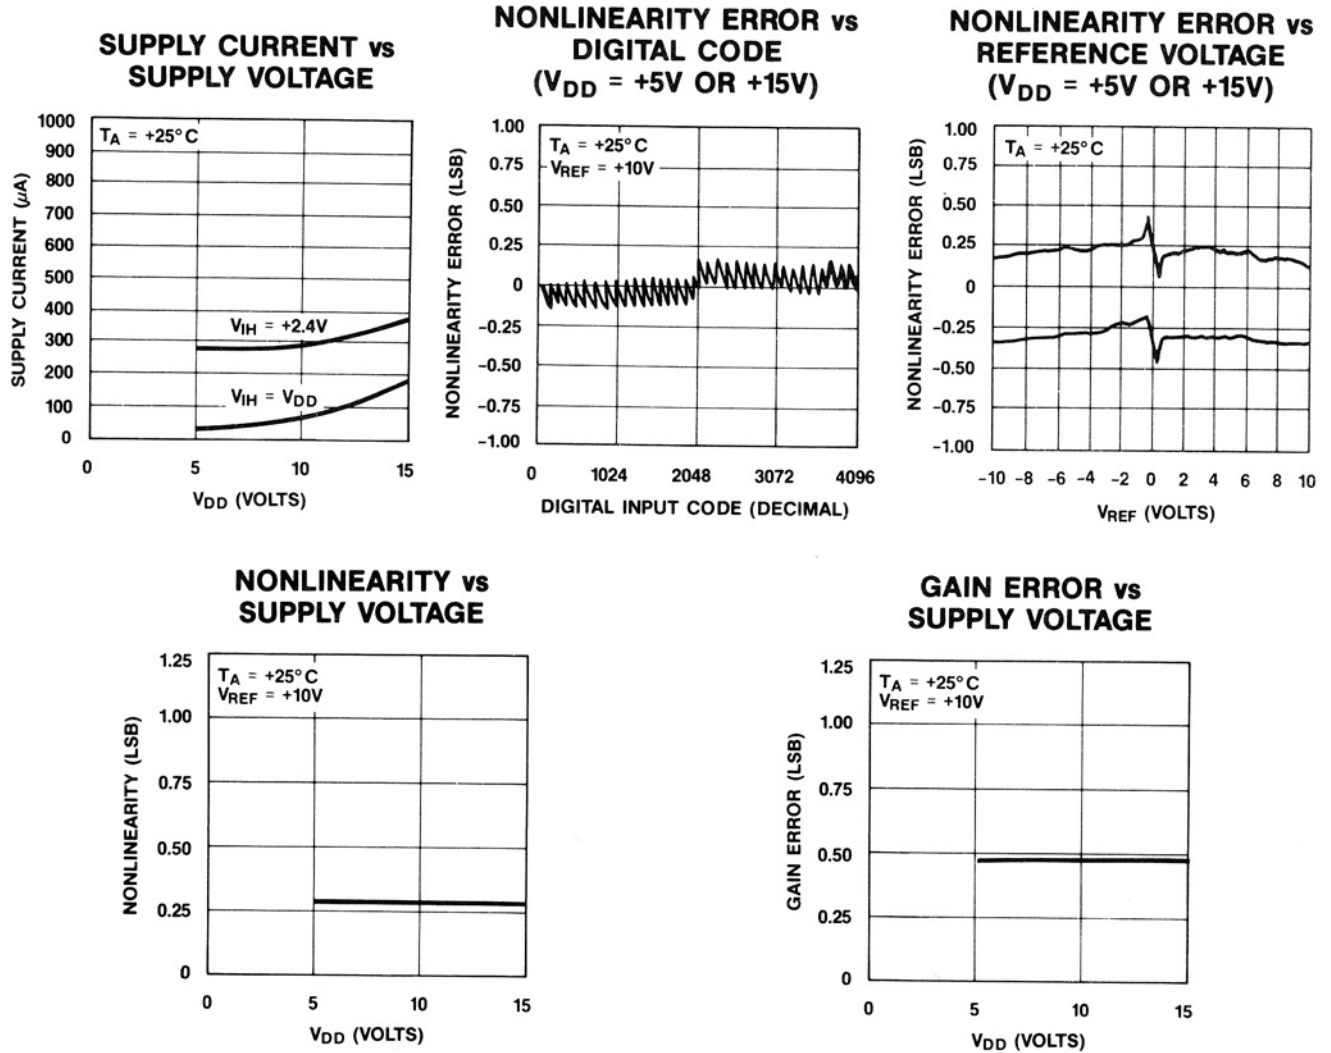 SUPPLY CURRENT vs
SUPPLY VOLTAGE
1000
900
800
700
600
500
400
300
200
100
0
SUPPLY CURRENT (μA)
TA = +25°C
VIH = +2.4V
VIH = VDD
0 5 10 15
VDD (VOLTS)
NONLINEARITY ERROR vs
DIGITAL CODE
(VDD = +5V OR +15V)
1.00
0.75
0.50
0.25
0
−0.25
−0.50
−0.75
−1.00
NONLINEARITY ERROR (LSB)
TA = +25°C
VREF = +10V
0 1024 2048 3072 4096
DIGITAL INPUT CODE (DECIMAL)
NONLINEARITY ERROR vs
REFERENCE VOLTAGE
(VDD = +5V OR +15V)
1.00
0.75
0.50
0.25
0
−0.25
−0.50
−0.75
−1.00
NONLINEARITY ERROR (LSB)
TA = +25°C
−10 −8 −6 −4 −2 0 2 4 6 8 10
VREF (VOLTS)
NONLINEARITY vs
SUPPLY VOLTAGE
1.25
1.00
0.75
0.50
0.25
0
NONLINEARITY (LSB)
TA = +25°C
VREF = +10V
0 5 10 15
VDD (VOLTS)
GAIN ERROR vs
SUPPLY VOLTAGE
1.25
1.00
0.75
0.50
0.25
0
GAIN ERROR (LSB)
TA = +25°C
VREF = +10V
0 5 10 15
VDD (VOLTS)